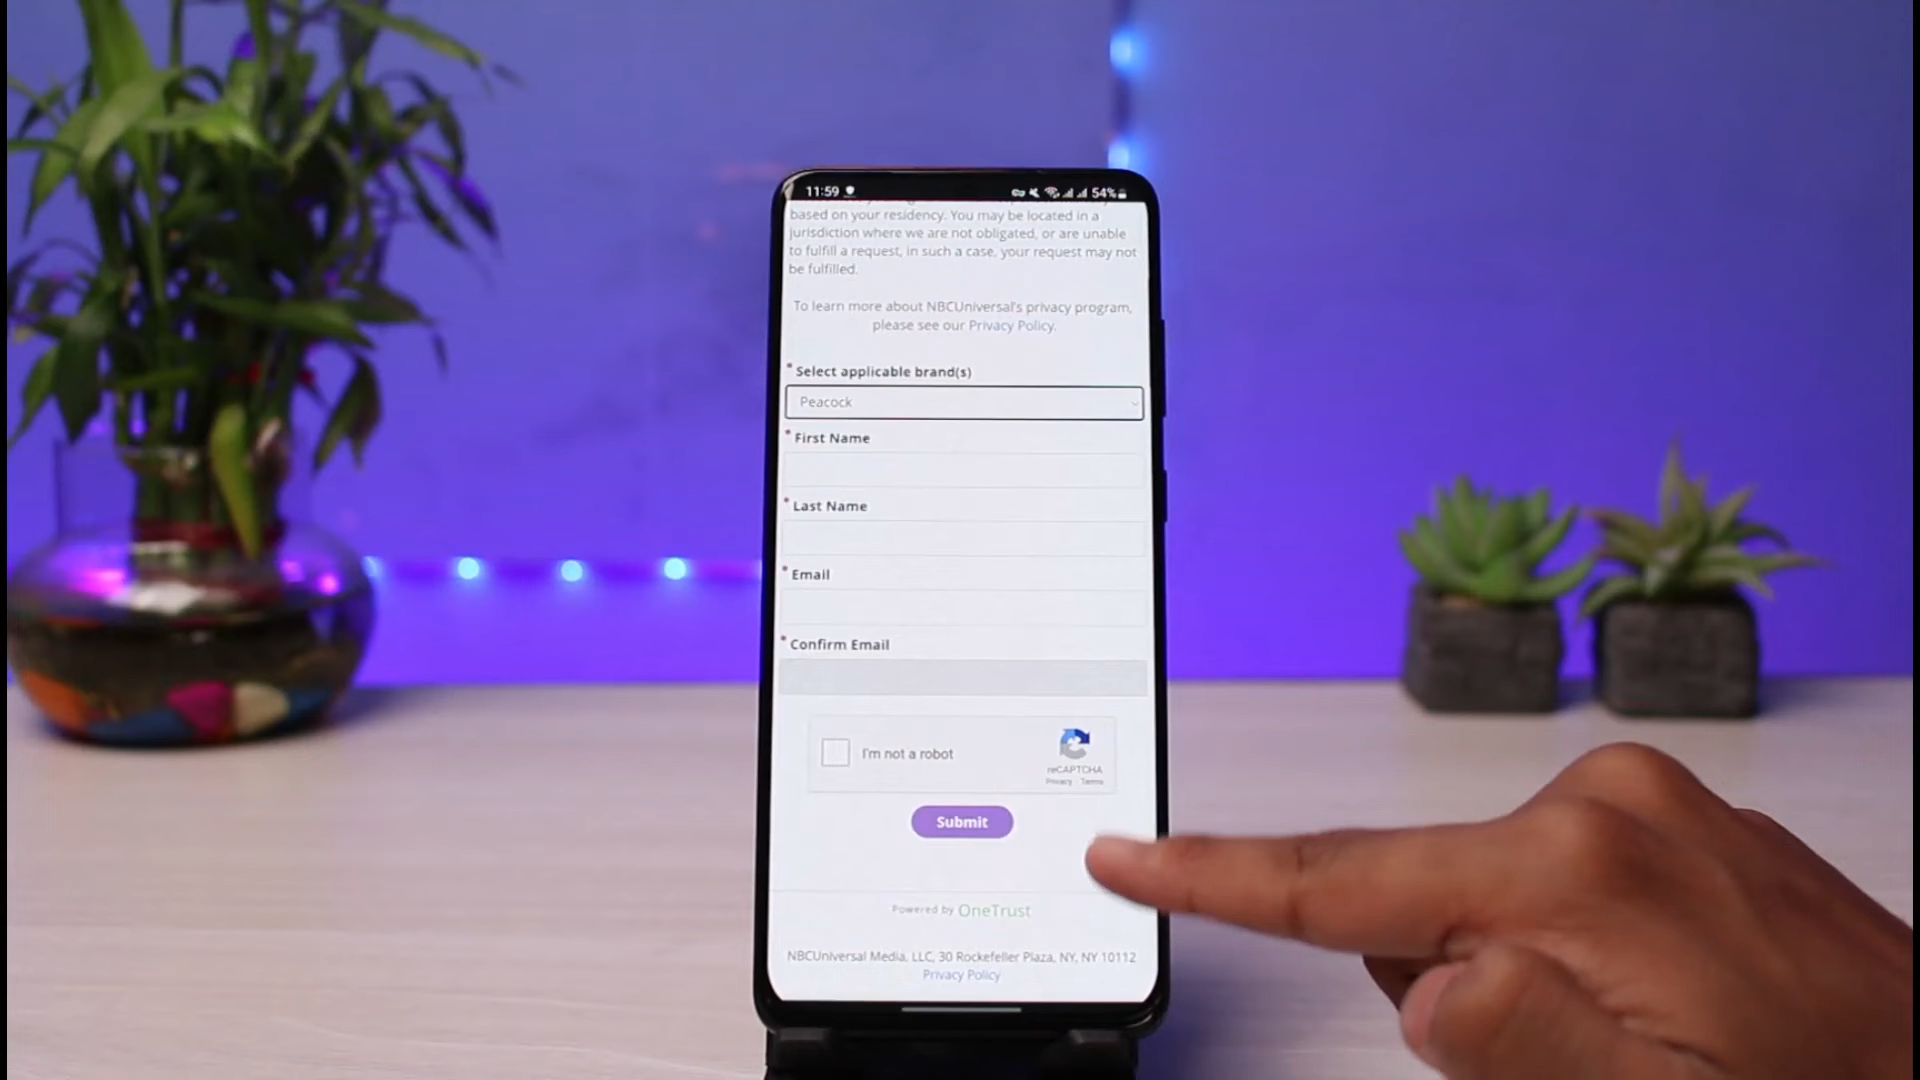 11:59
54%
based on your residency. You may be located in a
jurisdiction where we are not obligated, or are unable
to fulfill a request, in such a case, your request may not
be fulfilled.
To learn more about NBCUniversal's privacy program,
please see our Privacy Policy.
* Select applicable brand(s)
Peacock
* First Name
* Last Name
* Email
* Confirm Email
I'm not a robot
reCAPTCHA
Privacy - Terms
Submit
Powered by OneTrust
NBCUniversal Media, LLC, 30 Rockefeller Plaza, NY, NY 10112
Privacy Policy